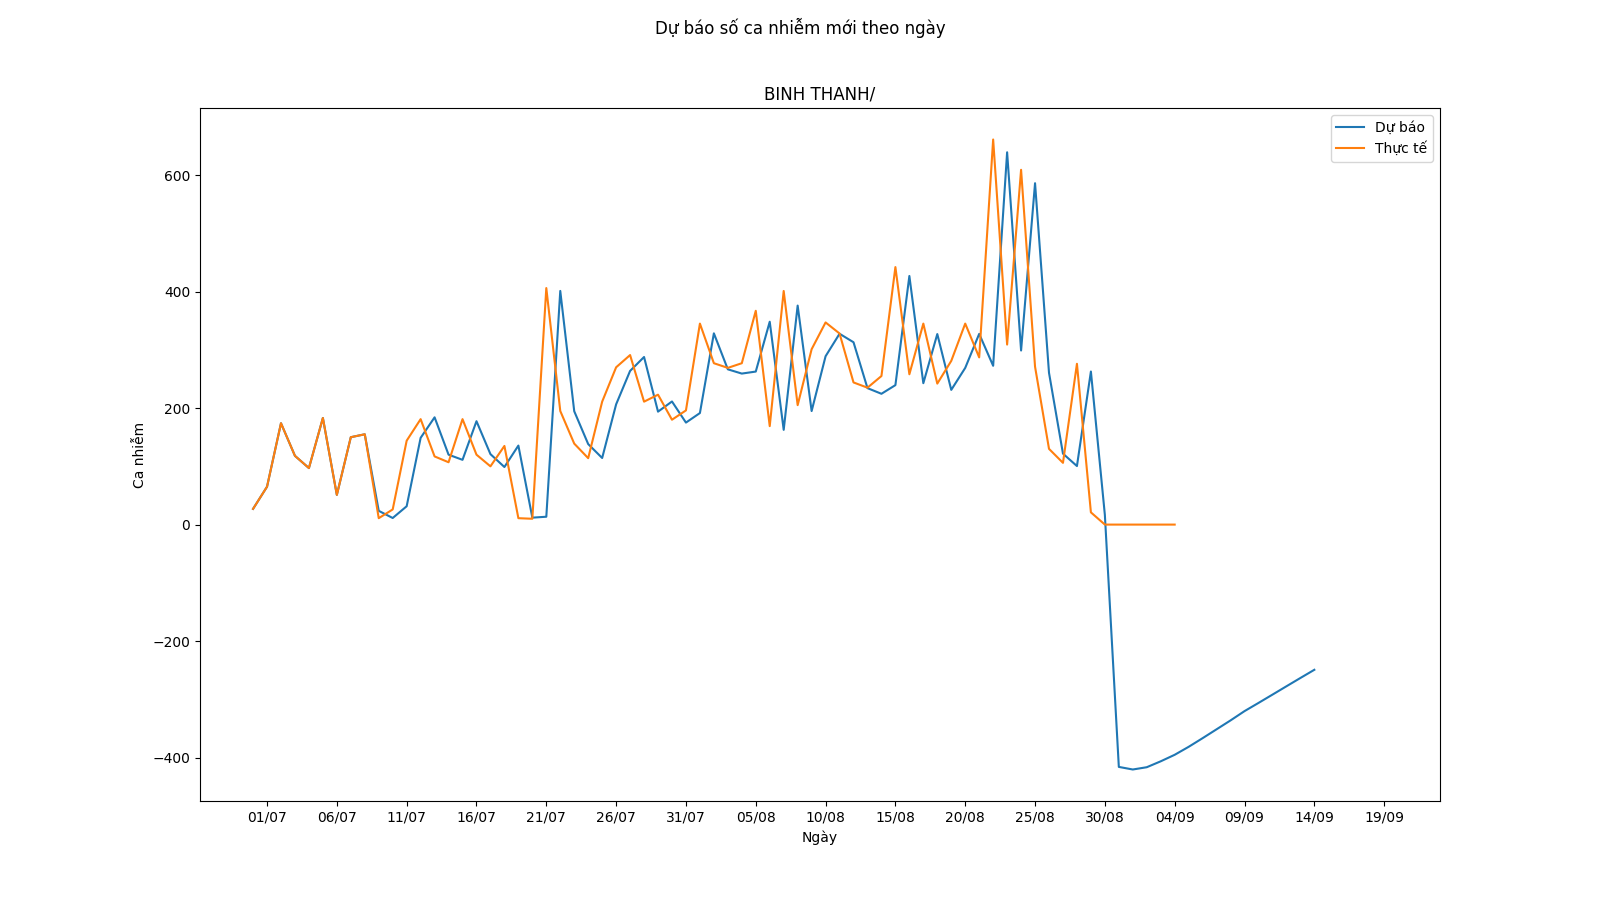 Dự báo số ca nhiễm mới theo ngày
BINH THANH/
Dự báo
Thực tế
600
400
200
0
−200
−400
Ca nhiễm
01/07 06/07 11/07 16/07 21/07 26/07 31/07 05/08 10/08 15/08 20/08 25/08 30/08 04/09 09/09 14/09 19/09
Ngày